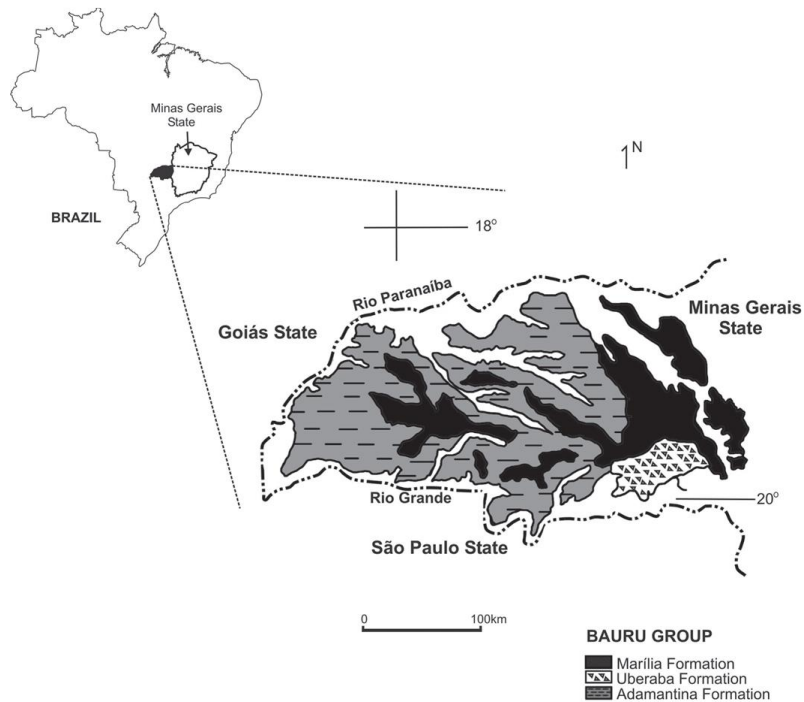 Minas Gerais
State
N
BRAZIL
18°
Rio Paranaíba
Goiás State
Minas Gerais
State
Rio Grande
20°
São Paulo State
0
100km
BAURU GROUP
Marília Formation
Uberaba Formation
Adamantina Formation